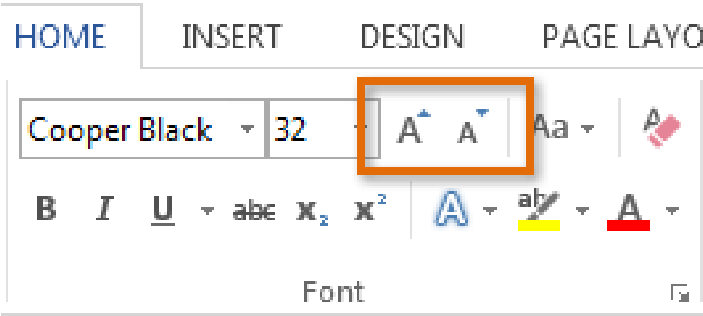 HOME INSERT DESIGN PAGE LAYO
Cooper Black 32 A A Aa A
B I U abc X₂ X² A ab A
Font